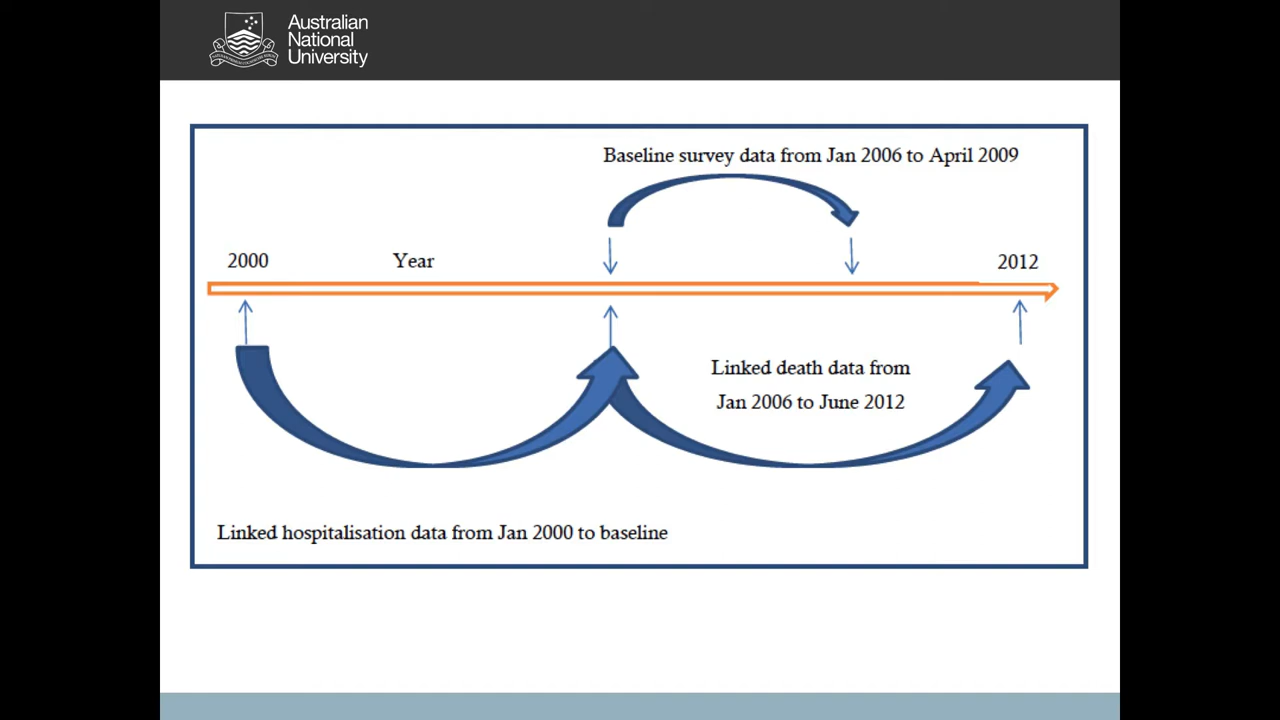 Australian
National
University
Baseline survey data from Jan 2006 to April 2009
2000
Year
2012
Linked death data from
Jan 2006 to June 2012
Linked hospitalisation data from Jan 2000 to baseline